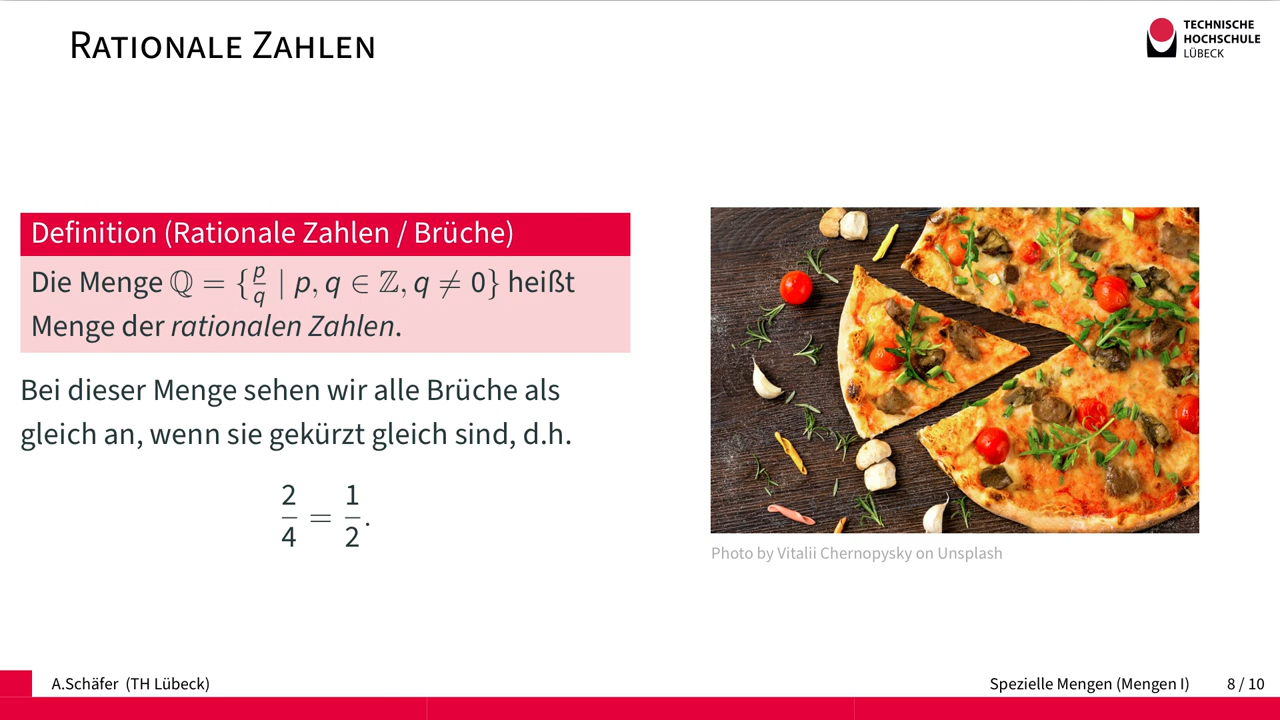 Rationale Zahlen
TECHNISCHE
HOCHSCHULE
LÜBECK
Definition (Rationale Zahlen / Brüche)
Die Menge ℚ = {p/q | p, q ∈ ℤ, q ≠ 0} heißt
Menge der rationalen Zahlen.
Bei dieser Menge sehen wir alle Brüche als
gleich an, wenn sie gekürzt gleich sind, d.h.
2/4 = 1/2.
Photo by Vitalii Chernopysky on Unsplash
A.Schäfer (TH Lübeck)
Spezielle Mengen (Mengen I)
8 / 10